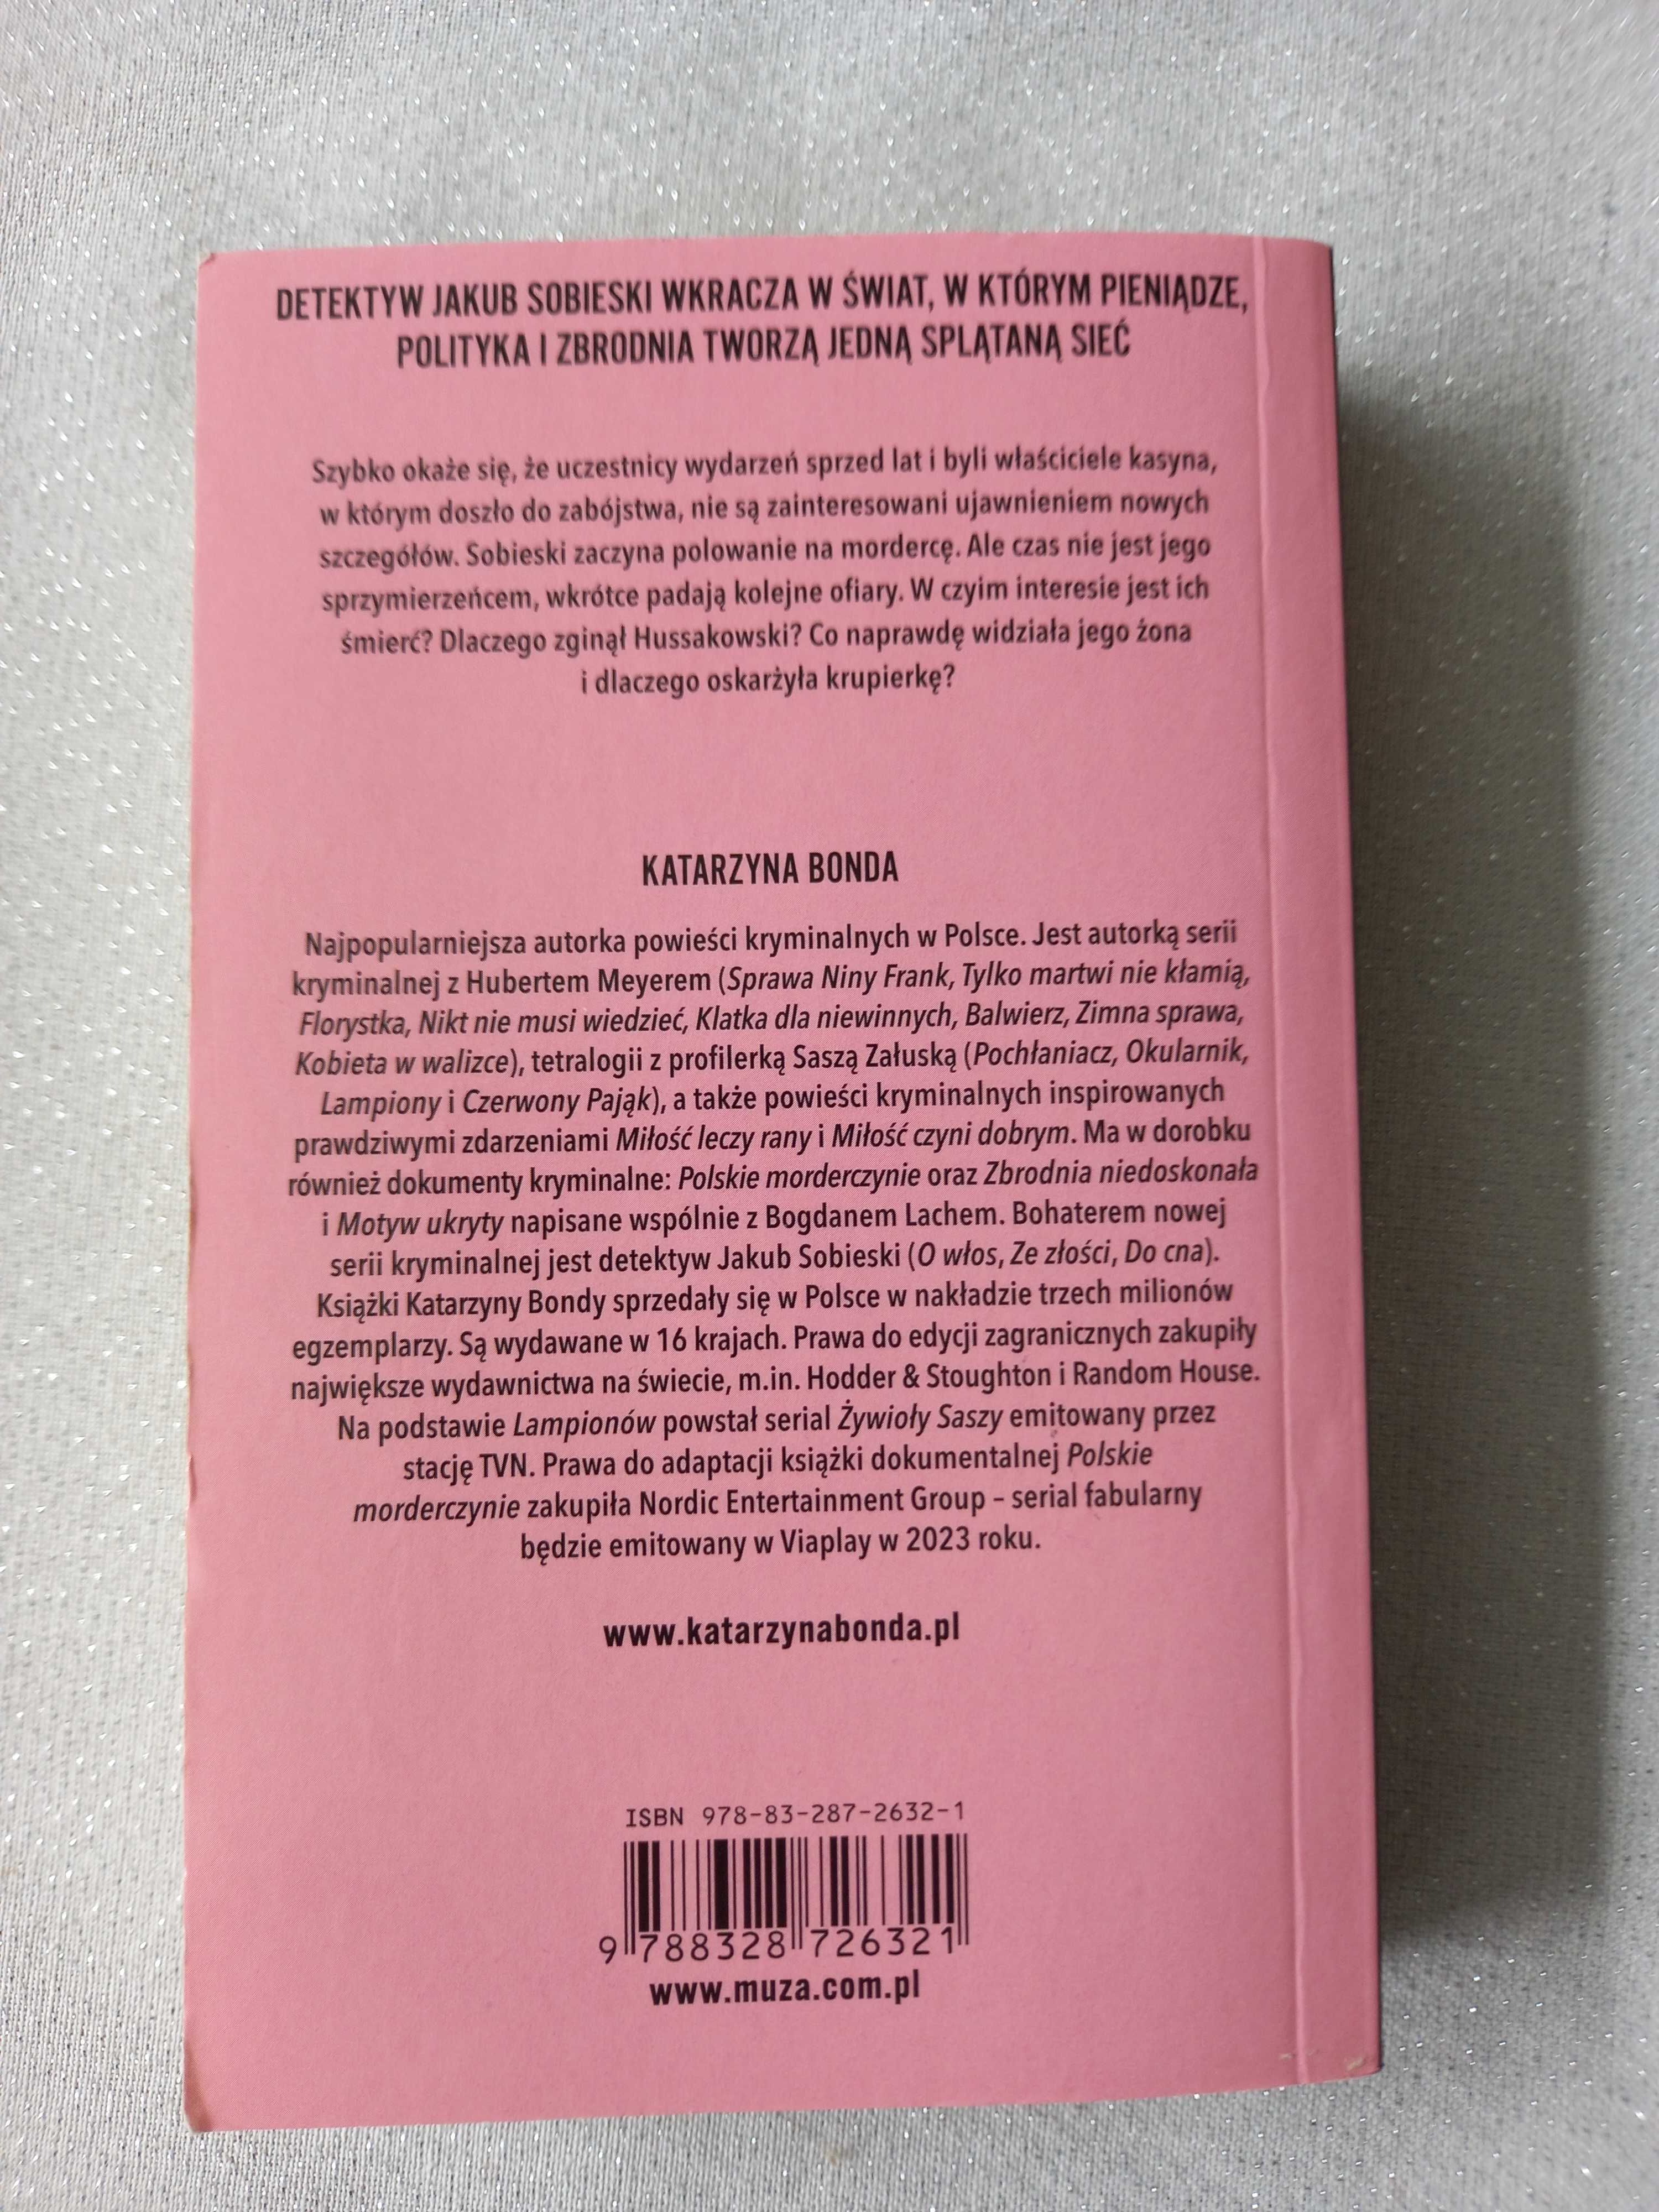 DETEKTYW JAKUB SOBIESKI WKRACZA W ŚWIAT, W KTÓRYM PIENIĄDZE,
POLITYKA I ZBRODNIA TWORZĄ JEDNĄ SPLĄTANĄ SIEĆ
Szybko okaże się, że uczestnicy wydarzeń sprzed lat i byli właściciele kasyna,
w którym doszło do zabójstwa, nie są zainteresowani ujawnieniem nowych
szczegółów. Sobieski zaczyna polowanie na mordercę. Ale czas nie jest jego
sprzymierzeńcem, wkrótce padają kolejne ofiary. W czyim interesie jest ich
śmierć? Dlaczego zginął Hussakowski? Co naprawdę widziała jego żona
i dlaczego oskarżyła krupierkę?
KATARZYNA BONDA
Najpopularniejsza autorka powieści kryminalnych w Polsce. Jest autorką serii
kryminalnej z Hubertem Meyerem (Sprawa Niny Frank, Tylko martwi nie kłamią,
Florystka, Nikt nie musi wiedzieć, Klatka dla niewinnych, Balwierz, Zimna sprawa,
Kobieta w walizce), tetralogii z profilerką Saszą Załuską (Pochłaniacz, Okularnik,
Lampiony i Czerwony Pająk), a także powieści kryminalnych inspirowanych
prawdziwymi zdarzeniami Miłość leczy rany i Miłość czyni dobrym. Ma w dorobku
również dokumenty kryminalne: Polskie morderczynie oraz Zbrodnia niedoskonała
i Motyw ukryty napisane wspólnie z Bogdanem Lachem. Bohaterem nowej
serii kryminalnej jest detektyw Jakub Sobieski (O włos, Ze złości, Do cna).
Książki Katarzyny Bondy sprzedały się w Polsce w nakładzie trzech milionów
egzemplarzy. Są wydawane w 16 krajach. Prawa do edycji zagranicznych zakupiły
największe wydawnictwa na świecie, m.in. Hodder & Stoughton i Random House.
Na podstawie Lampionów powstał serial Żywioły Saszy emitowany przez
stację TVN. Prawa do adaptacji książki dokumentalnej Polskie
morderczynie zakupiła Nordic Entertainment Group – serial fabularny
będzie emitowany w Viaplay w 2023 roku.
www.katarzynabonda.pl
ISBN 978-83-287-2632-1
9 788328 726321
www.muza.com.pl